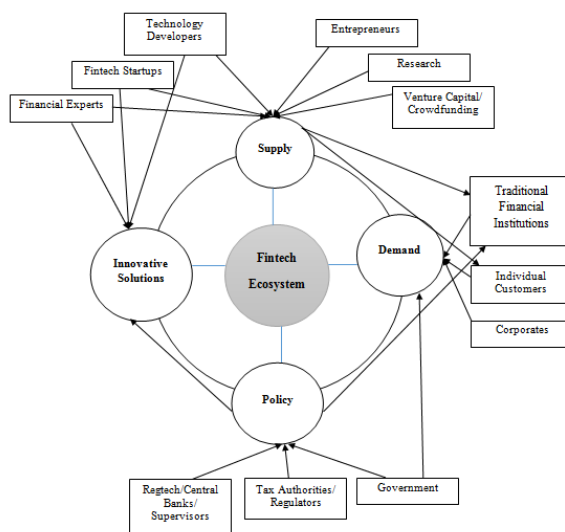 Technology
Developers
Entrepreneurs
Fintech Startups
Research
Financial Experts
Venture Capital/
Crowdfunding
Supply
Traditional
Financial
Institutions
Innovative
Solutions
Fintech
Ecosystem
Demand
Individual
Customers
Corporates
Policy
Regtech/Central
Banks/
Supervisors
Tax Authorities/
Regulators
Government